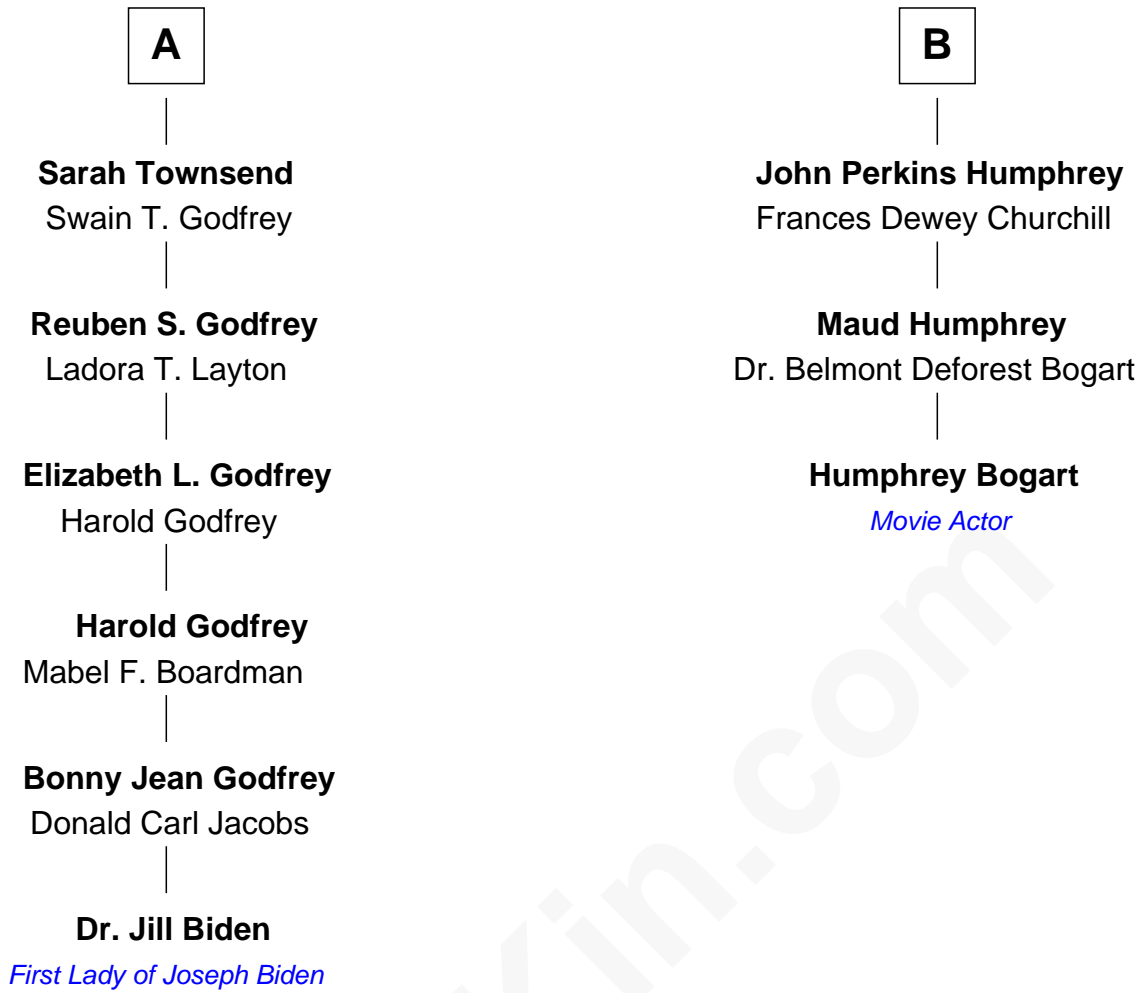 A
Sarah Townsend
Swain T. Godfrey
Reuben S. Godfrey
Ladora T. Layton
Elizabeth L. Godfrey
Harold Godfrey
Harold Godfrey
Mabel F. Boardman
Bonny Jean Godfrey
Donald Carl Jacobs
Dr. Jill Biden
First Lady of Joseph Biden
B
John Perkins Humphrey
Frances Dewey Churchill
Maud Humphrey
Dr. Belmont Deforest Bogart
Humphrey Bogart
Movie Actor